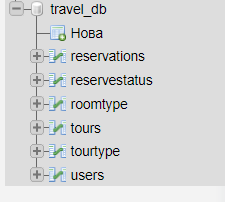 travel_db
Нова
reservations
reservestatus
roomtype
tours
tourtype
users